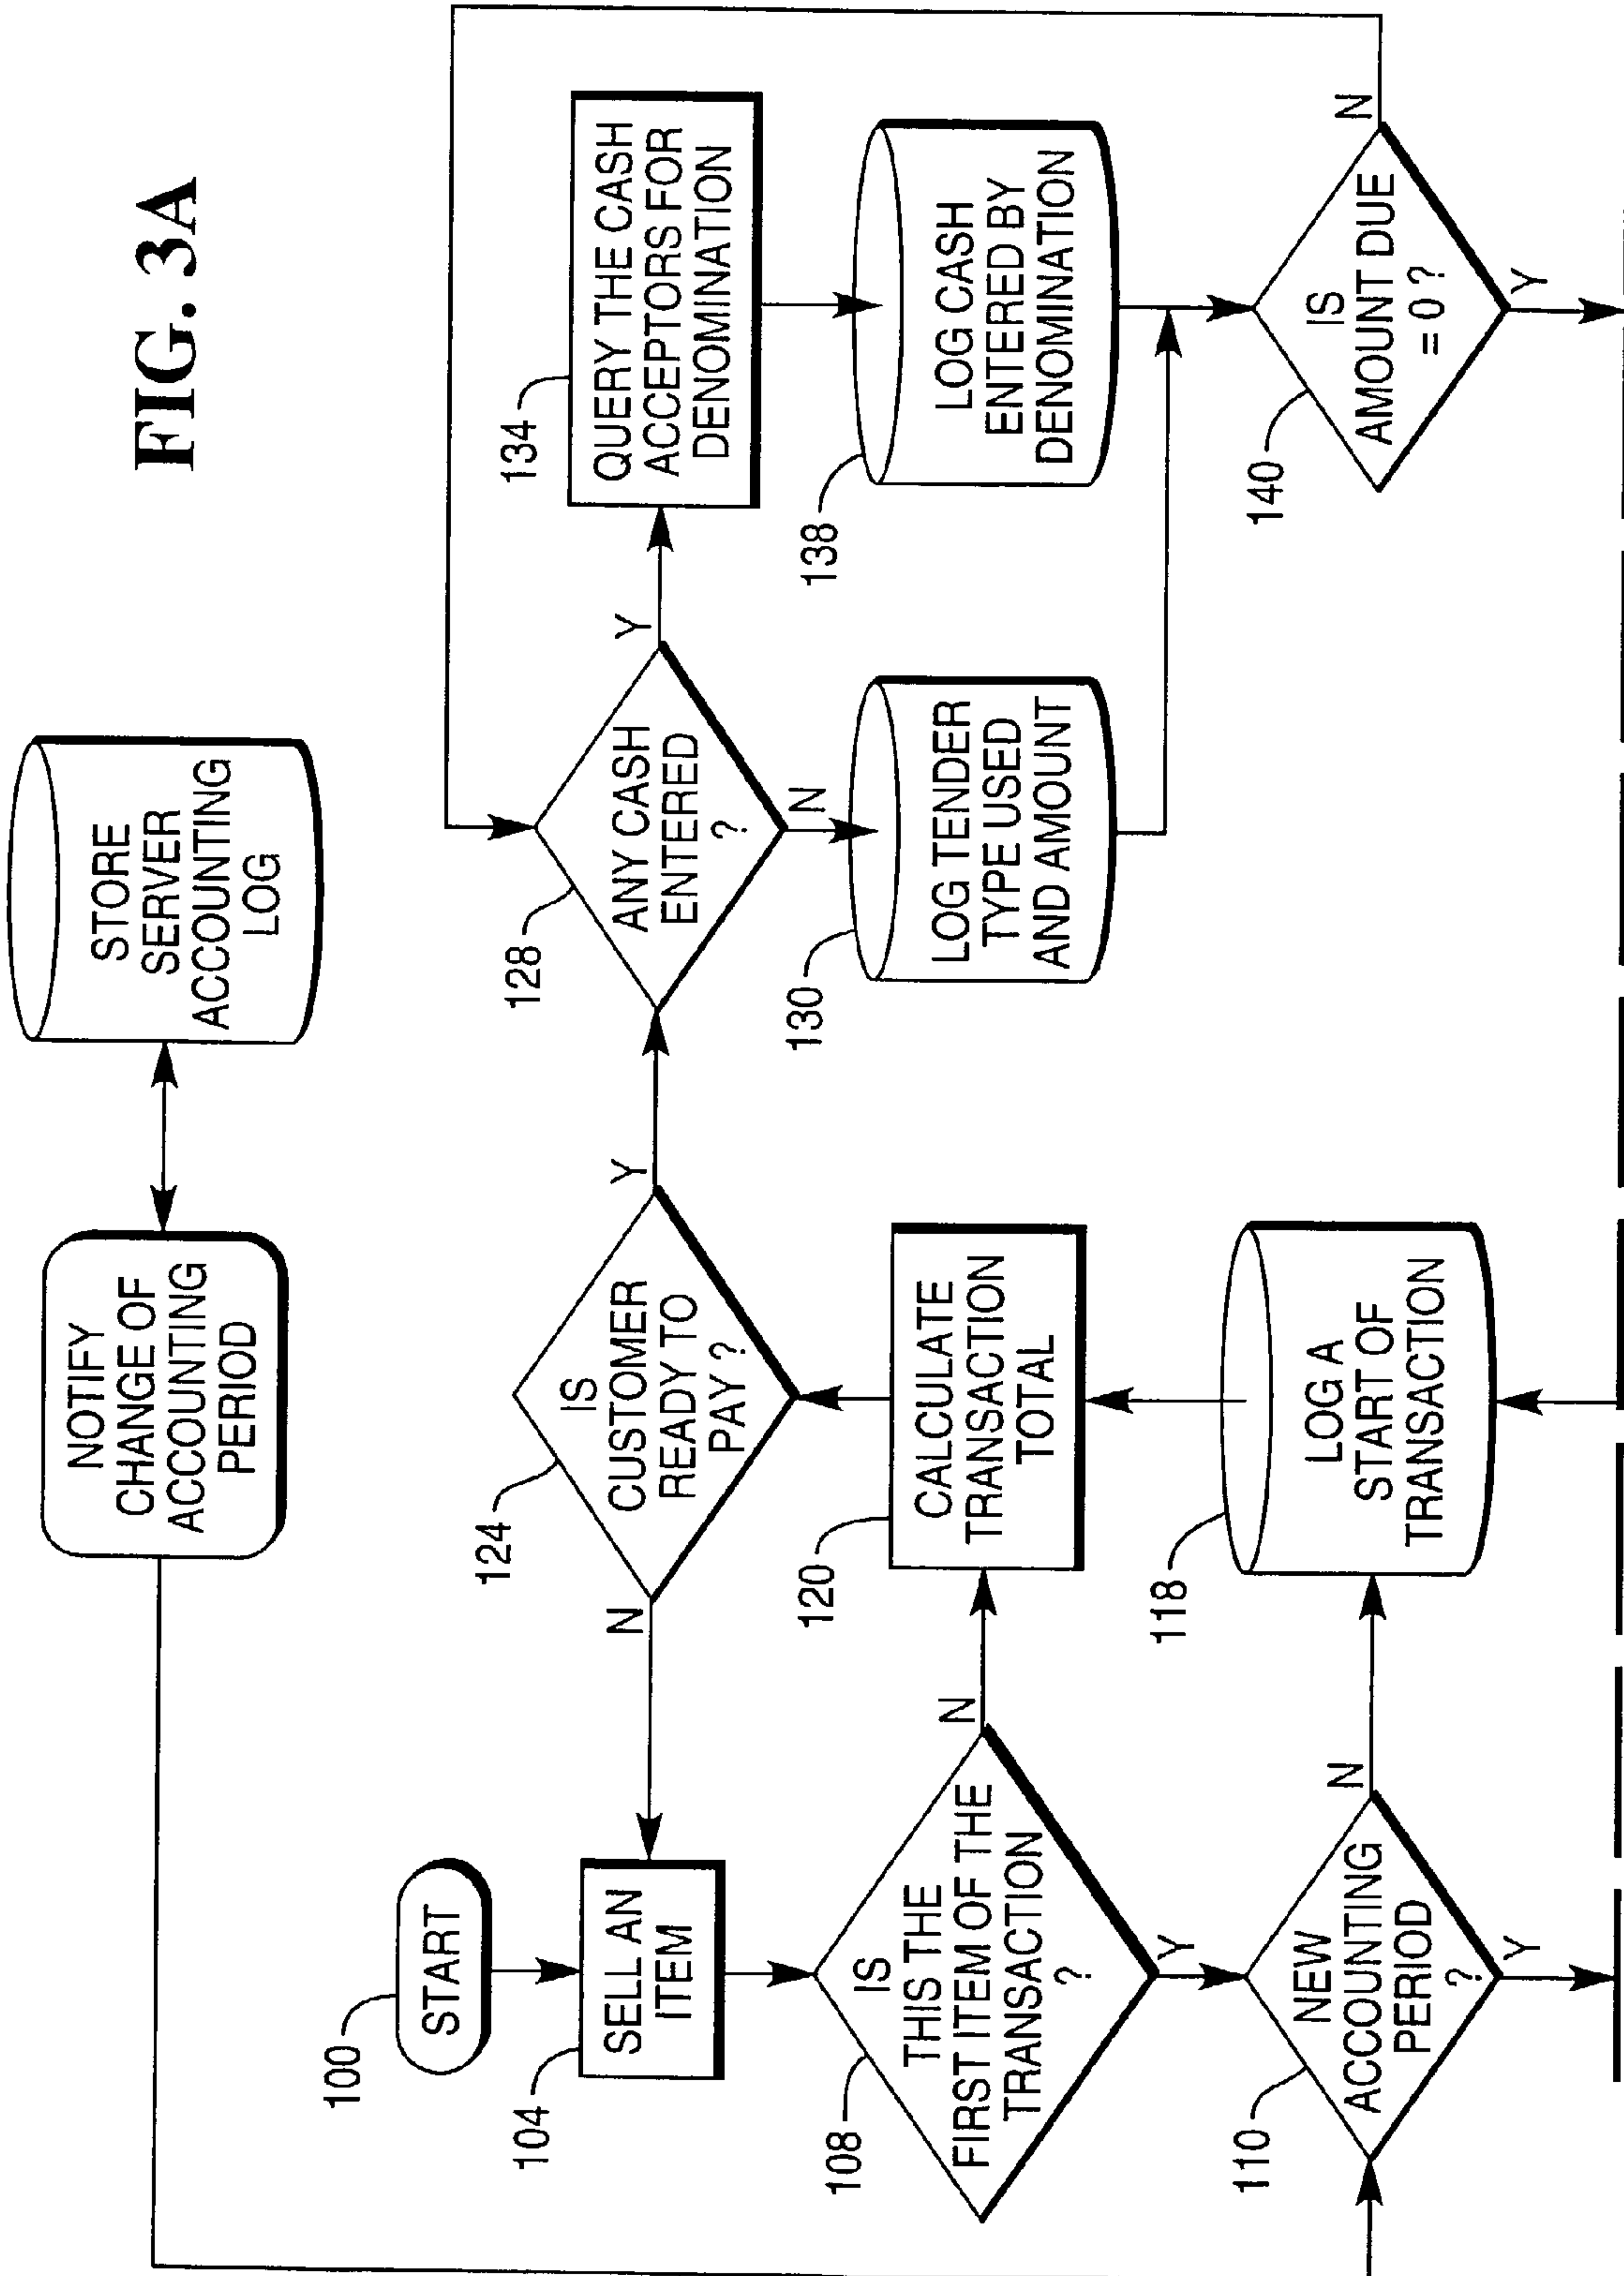 FIG. 3A
NOTIFY
CHANGE OF
ACCOUNTING
PERIOD
STORE
SERVER
ACCOUNTING
LOG
100
START
104
SELL AN
ITEM
108
IS
THIS THE
FIRST ITEM OF THE
TRANSACTION
?
N
Y
110
NEW
ACCOUNTING
PERIOD
?
N
Y
118
LOG A
START OF
TRANSACTION
120
CALCULATE
TRANSACTION
TOTAL
124
IS
CUSTOMER
READY TO
PAY ?
N
Y
128
ANY CASH
ENTERED
?
Y
N
130
LOG TENDER
TYPE USED
AND AMOUNT
134
QUERY THE CASH
ACCEPTORS FOR
DENOMINATION
138
LOG CASH
ENTERED BY
DENOMINATION
140
IS
AMOUNT DUE
= 0 ?
N
Y